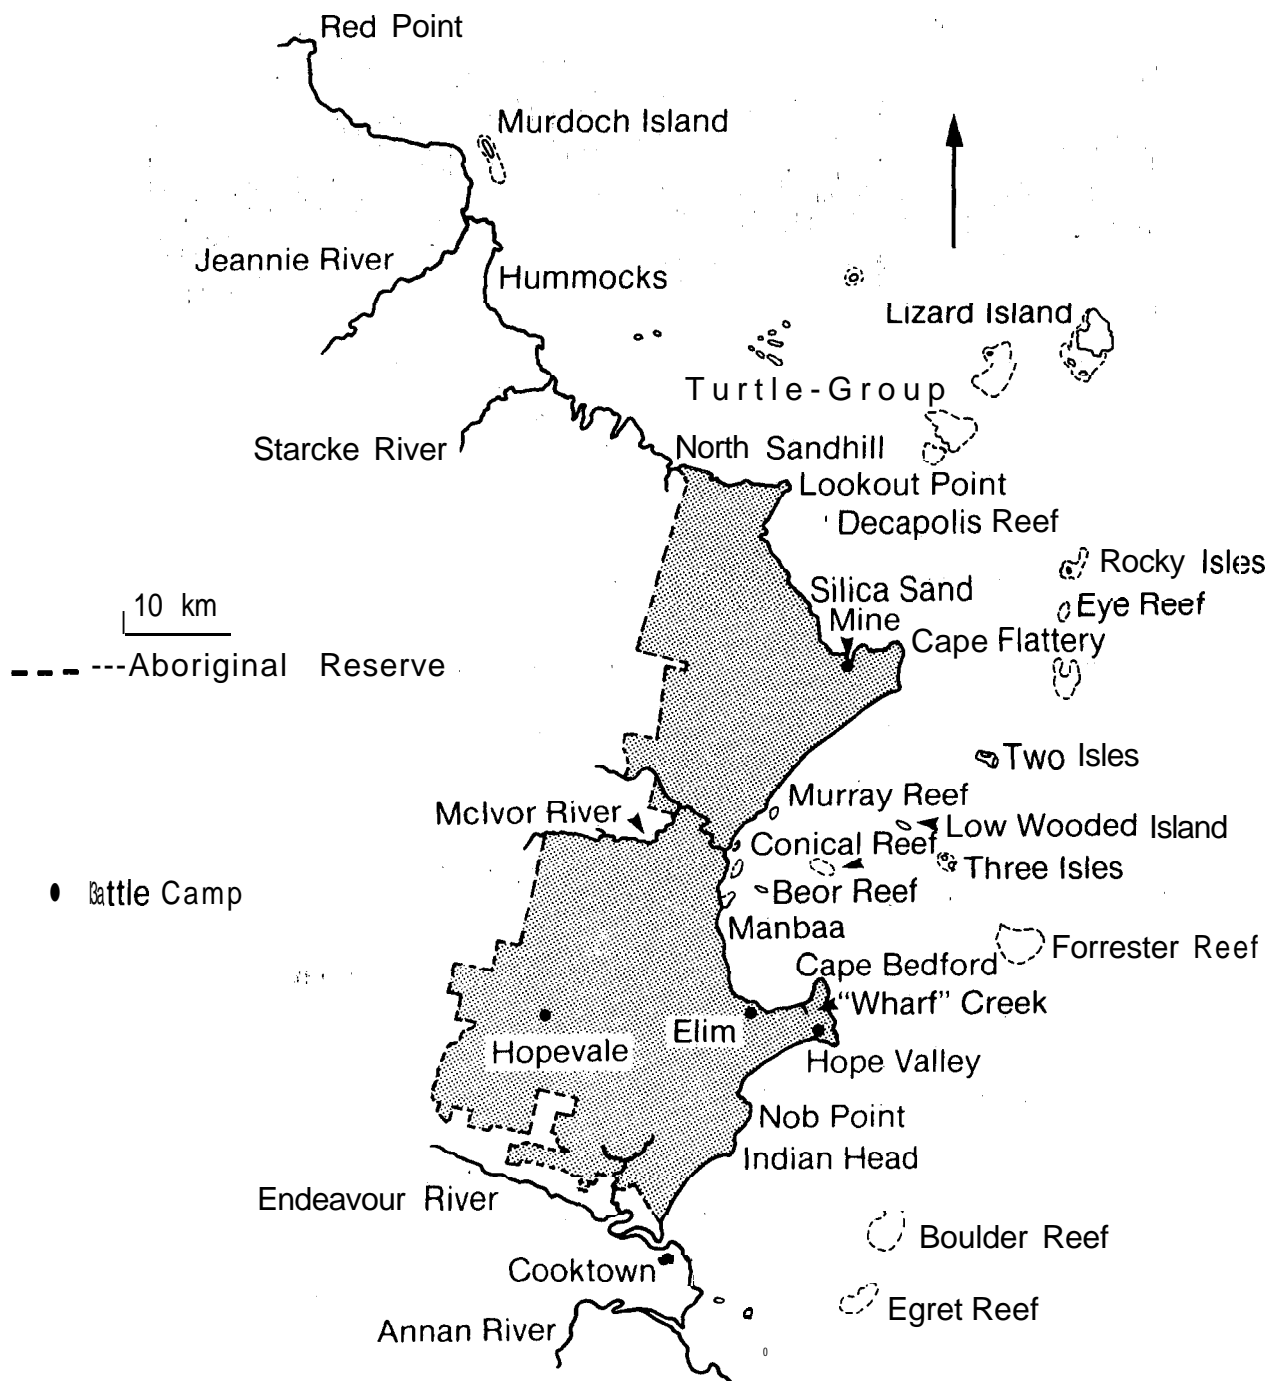 Red Point
Murdoch Island
Jeannie River
Hummocks
Lizard Island
Turtle-Group
Starcke River
North Sandhill
Lookout Point
Decapolis Reef
Rocky Isles
Silica Sand
Mine
10 km
Eye Reef
Cape Flattery
---Aboriginal Reserve
Two Isles
Murray Reef
McIvor River
Low Wooded Island
Conical Reef
Three Isles
Battle Camp
Beor Reef
Manbaa
Forrester Reef
Cape Bedford
"Wharf" Creek
Elim
Hopevale
Hope Valley
Nob Point
Indian Head
Endeavour River
Boulder Reef
Cooktown
Egret Reef
Annan River